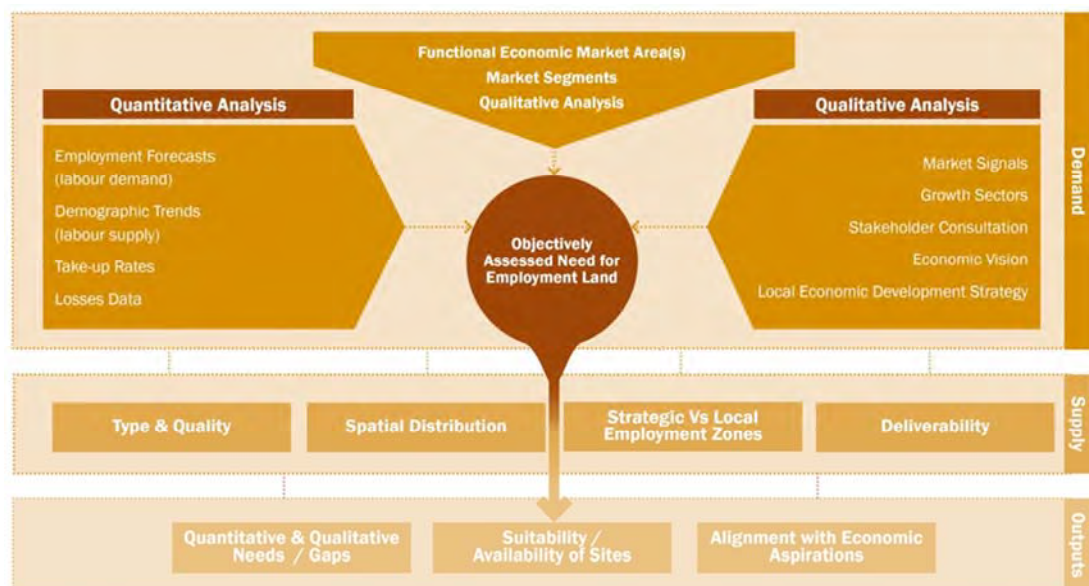 Functional Economic Market Area(s)
Market Segments
Qualitative Analysis
Quantitative Analysis
Employment Forecasts
(labour demand)
Demographic Trends
(labour supply)
Take-up Rates
Losses Data
Qualitative Analysis
Market Signals
Growth Sectors
Stakeholder Consultation
Economic Vision
Local Economic Development Strategy
Objectively
Assessed Need for
Employment Land
Demand
Type & Quality
Spatial Distribution
Strategic Vs Local
Employment Zones
Deliverability
Supply
Quantitative & Qualitative
Needs / Gaps
Suitability /
Availability of Sites
Alignment with Economic
Aspirations
Outputs